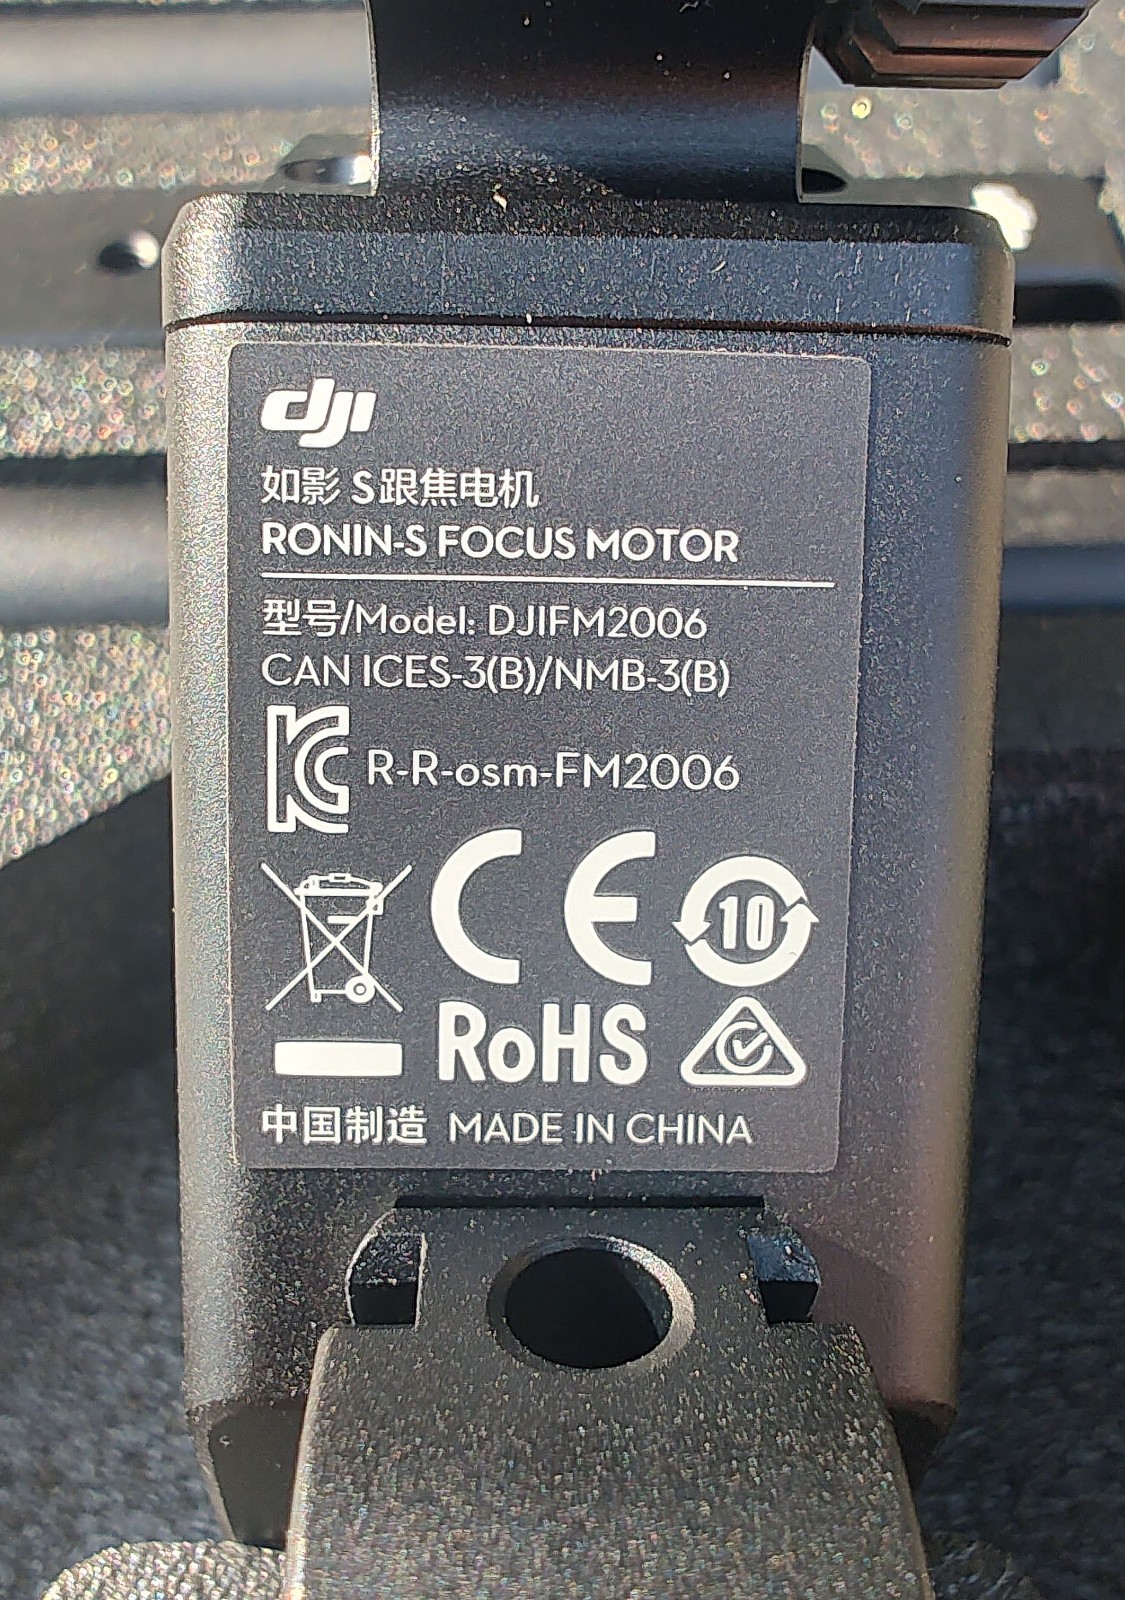 dji
如影 S 跟焦电机
RONIN-S FOCUS MOTOR
型号/Model: DJIFM2006
CAN ICES-3(B)/NMB-3(B)
KC R-R-osm-FM2006
CE 10
RoHS
中国制造 MADE IN CHINA